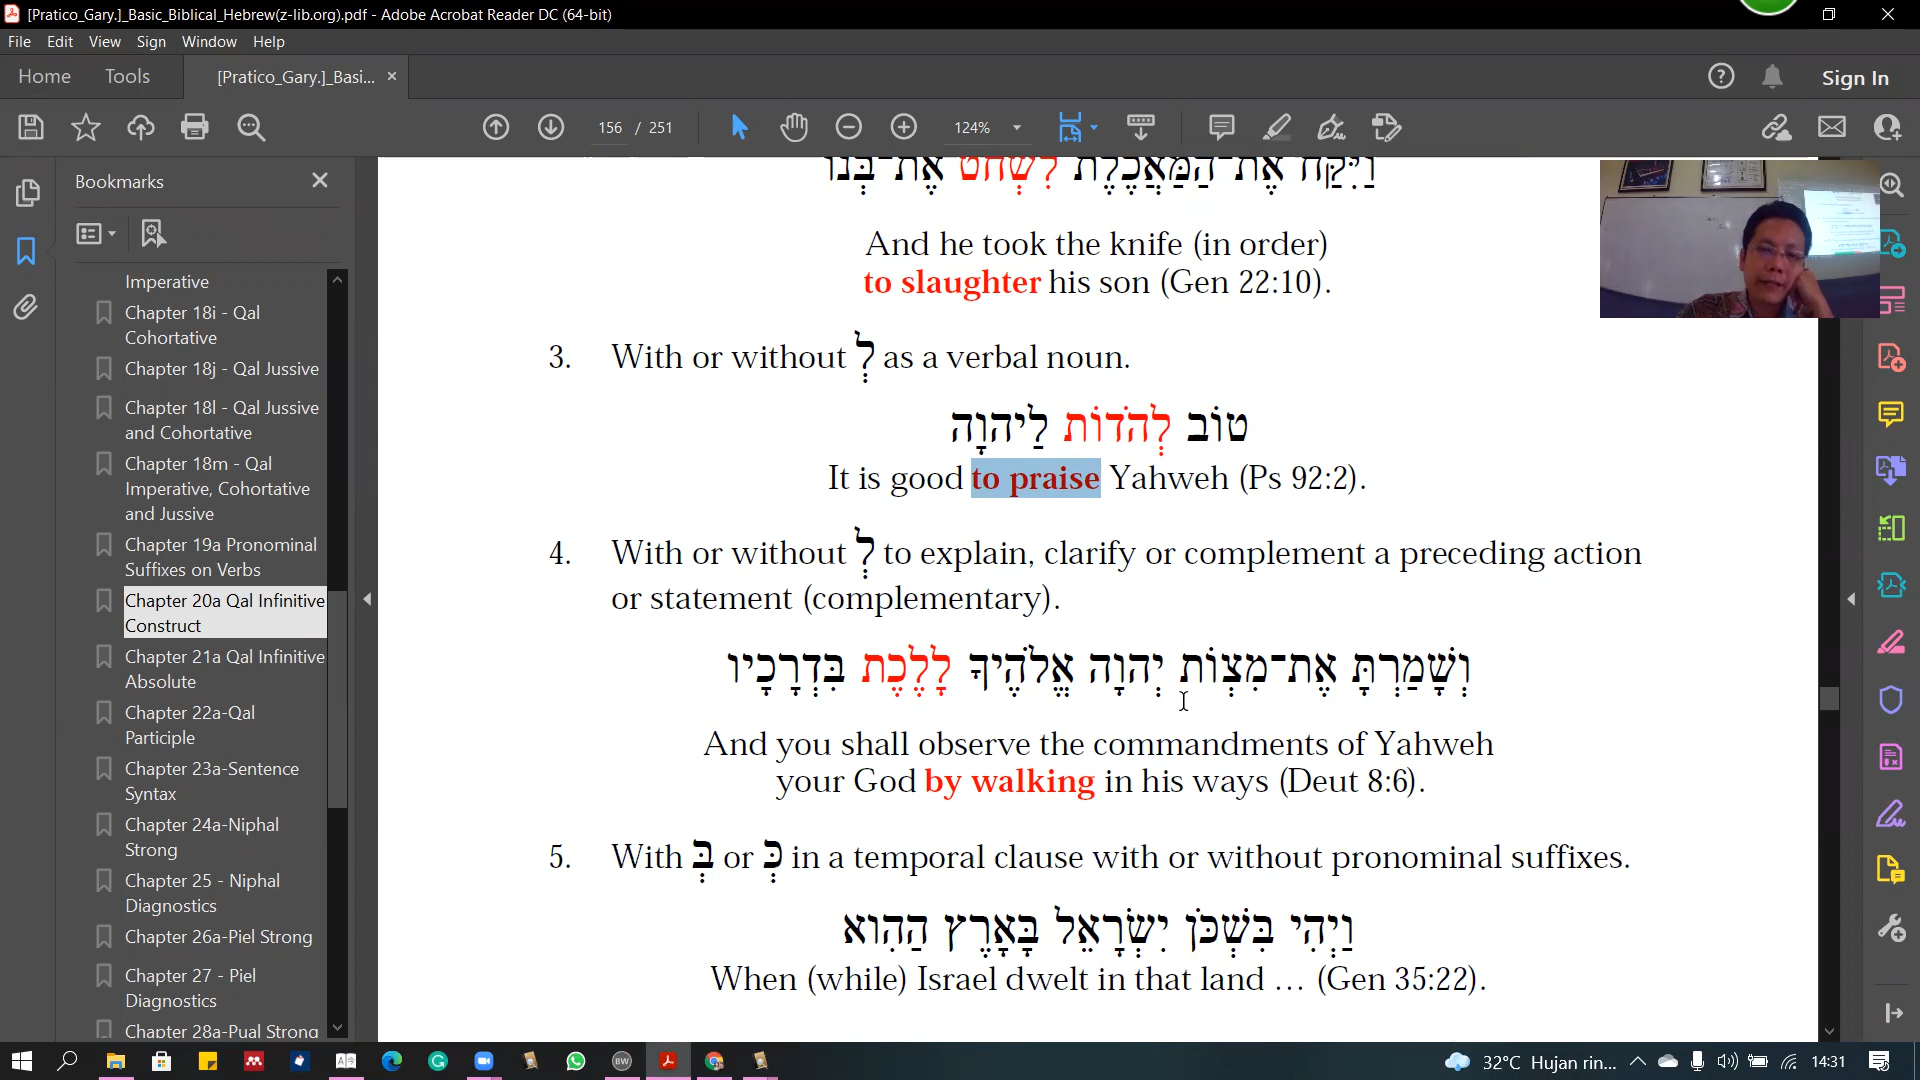 [Pratico_Gary.]_Basic_Biblical_Hebrew(z-lib.org).pdf - Adobe Acrobat Reader DC (64-bit)
File Edit View Sign Window Help
Home Tools [Pratico_Gary.]_Basi... × Sign In
156 / 251 124%
Bookmarks
Imperative
Chapter 18i - Qal
Cohortative
Chapter 18j - Qal Jussive
Chapter 18l - Qal Jussive
and Cohortative
Chapter 18m - Qal
Imperative, Cohortative
and Jussive
Chapter 19a Pronominal
Suffixes on Verbs
Chapter 20a Qal Infinitive
Construct
Chapter 21a Qal Infinitive
Absolute
Chapter 22a-Qal
Participle
Chapter 23a-Sentence
Syntax
Chapter 24a-Niphal
Strong
Chapter 25 - Niphal
Diagnostics
Chapter 26a-Piel Strong
Chapter 27 - Piel
Diagnostics
Chapter 28a-Pual Strong
וַיִּקַּח אֶת־הַמַּאֲכֶלֶת לִשְׁחֹט אֶת־בְּנוֹ
And he took the knife (in order)
to slaughter his son (Gen 22:10).
3. With or without לְ as a verbal noun.
טוֹב לְהֹדוֹת לַיהוָה
It is good to praise Yahweh (Ps 92:2).
4. With or without לְ to explain, clarify or complement a preceding action
or statement (complementary).
וְשָׁמַרְתָּ אֶת־מִצְוֹת יְהוָה אֱלֹהֶיךָ לָלֶכֶת בִּדְרָכָיו
And you shall observe the commandments of Yahweh
your God by walking in his ways (Deut 8:6).
5. With בְּ or כְּ in a temporal clause with or without pronominal suffixes.
וַיְהִי בִּשְׁכֹּן יִשְׂרָאֵל בָּאָרֶץ הַהִוא
When (while) Israel dwelt in that land … (Gen 35:22).
32°C Hujan rin... 14:31